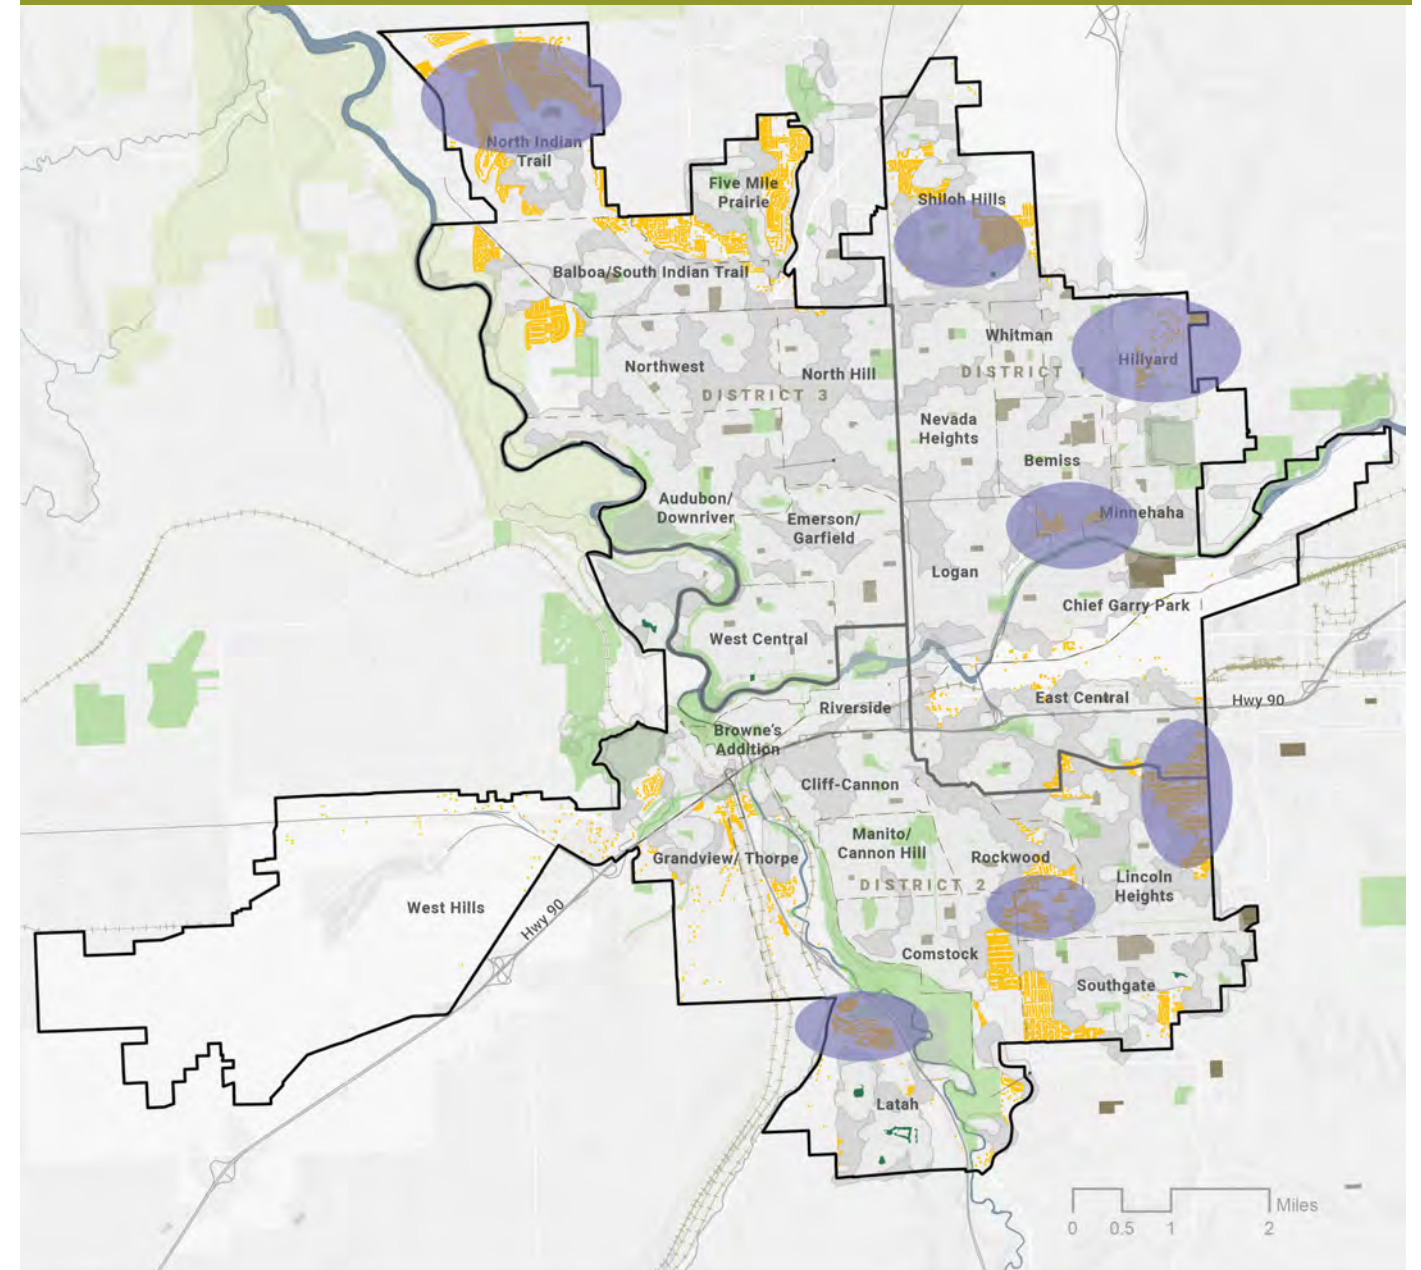 North Indian
Trail
Five Mile
Prairie
Shiloh Hills
Balboa/South Indian Trail
Whitman
Hillyard
Northwest
North Hill
DISTRICT 3
DISTRICT 1
Nevada
Heights
Bemiss
Audubon/
Downriver
Emerson/
Garfield
Minnehaha
Logan
Chief Garry Park
West Central
East Central
Hwy 90
Riverside
Browne's
Addition
Cliff-Cannon
Manito/
Cannon Hill
Rockwood
Grandview/ Thorpe
Lincoln
Heights
DISTRICT 2
West Hills
Hwy 90
Comstock
Southgate
Latah
Miles
0 0.5 1 2